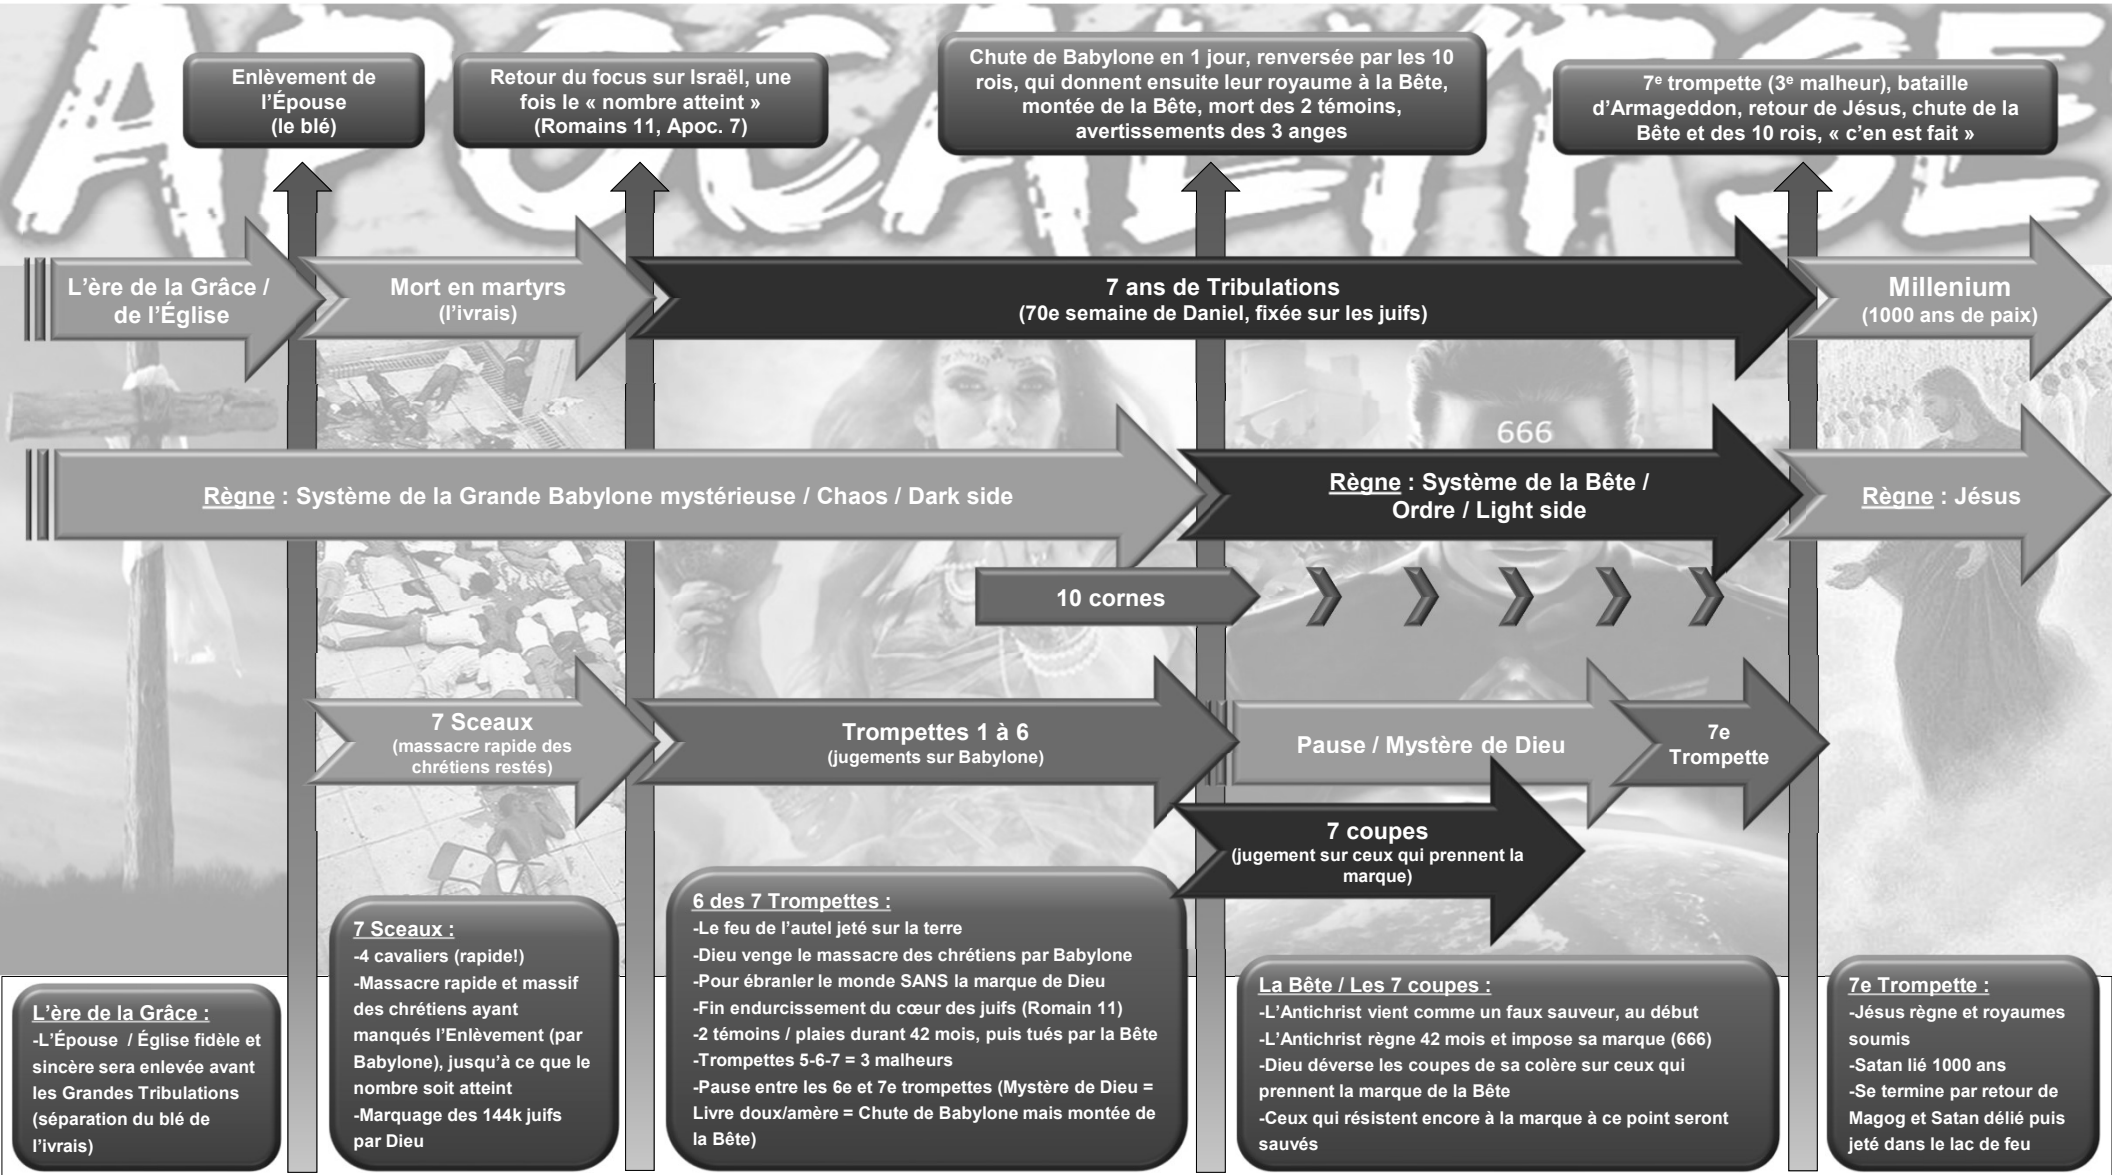 APOCALYPSE
Enlèvement de
l'Épouse
(le blé)
Retour du focus sur Israël, une
fois le « nombre atteint »
(Romains 11, Apoc. 7)
Chute de Babylone en 1 jour, renversée par les 10
rois, qui donnent ensuite leur royaume à la Bête,
montée de la Bête, mort des 2 témoins,
avertissements des 3 anges
7e trompette (3e malheur), bataille
d'Armageddon, retour de Jésus, chute de la
Bête et des 10 rois, « c'en est fait »
L'ère de la Grâce /
de l'Église
Mort en martyrs
(l'ivrais)
7 ans de Tribulations
(70e semaine de Daniel, fixée sur les juifs)
Millenium
(1000 ans de paix)
666
Règne : Système de la Grande Babylone mystérieuse / Chaos / Dark side
Règne : Système de la Bête /
Ordre / Light side
Règne : Jésus
10 cornes
7 Sceaux
(massacre rapide des
chrétiens restés)
Trompettes 1 à 6
(jugements sur Babylone)
Pause / Mystère de Dieu
7e
Trompette
7 coupes
(jugement sur ceux qui prennent la
marque)
L'ère de la Grâce :
-L'Épouse / Église fidèle et
sincère sera enlevée avant
les Grandes Tribulations
(séparation du blé de
l'ivrais)
7 Sceaux :
-4 cavaliers (rapide!)
-Massacre rapide et massif
des chrétiens ayant
manqués l'Enlèvement (par
Babylone), jusqu'à ce que le
nombre soit atteint
-Marquage des 144k juifs
par Dieu
6 des 7 Trompettes :
-Le feu de l'autel jeté sur la terre
-Dieu venge le massacre des chrétiens par Babylone
-Pour ébranler le monde SANS la marque de Dieu
-Fin endurcissement du cœur des juifs (Romain 11)
-2 témoins / plaies durant 42 mois, puis tués par la Bête
-Trompettes 5-6-7 = 3 malheurs
-Pause entre les 6e et 7e trompettes (Mystère de Dieu =
Livre doux/amère = Chute de Babylone mais montée de
la Bête)
La Bête / Les 7 coupes :
-L'Antichrist vient comme un faux sauveur, au début
-L'Antichrist règne 42 mois et impose sa marque (666)
-Dieu déverse les coupes de sa colère sur ceux qui
prennent la marque de la Bête
-Ceux qui résistent encore à la marque à ce point seront
sauvés
7e Trompette :
-Jésus règne et royaumes
soumis
-Satan lié 1000 ans
-Se termine par retour de
Magog et Satan délié puis
jeté dans le lac de feu